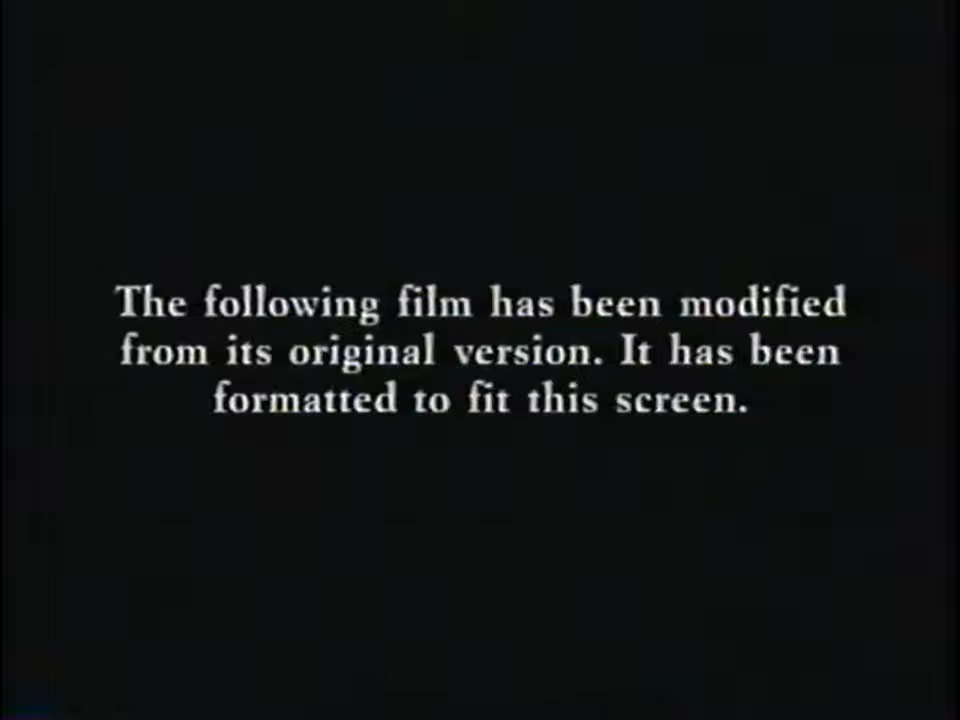 The following film has been modified
from its original version. It has been
formatted to fit this screen.